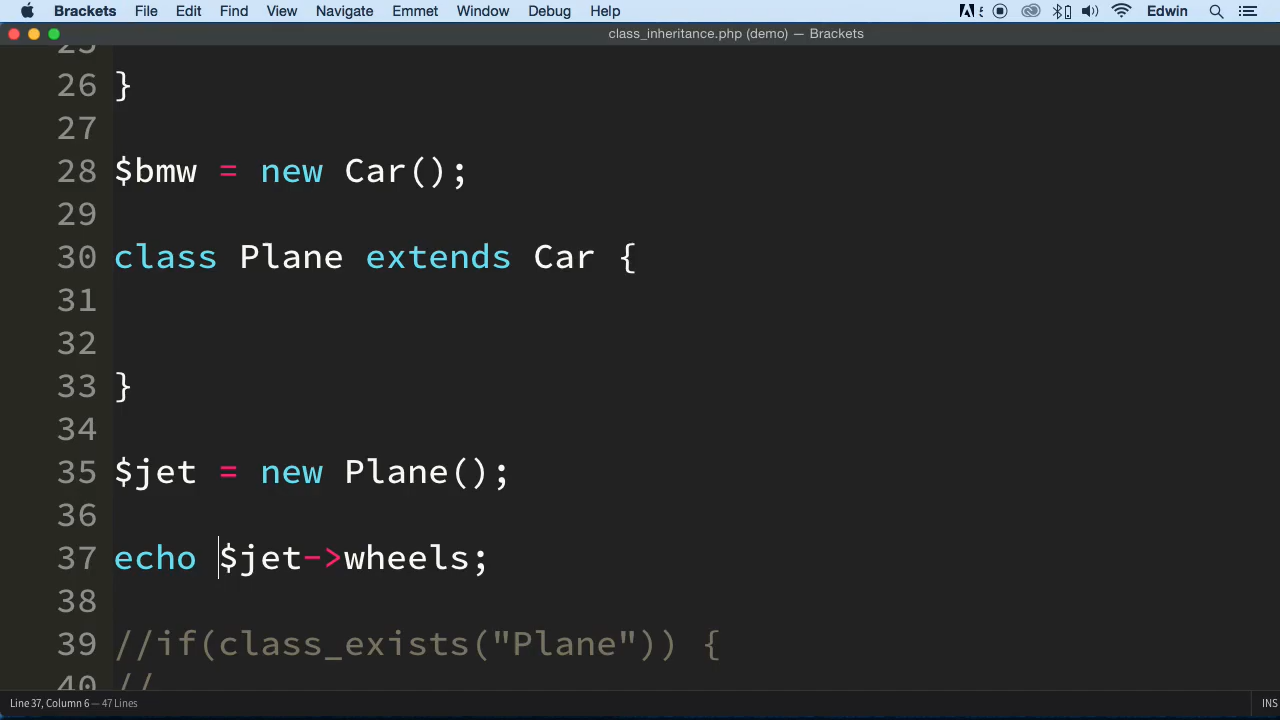 Brackets File Edit Find View Navigate Emmet Window Debug Help Edwin
class_inheritance.php (demo) — Brackets
25
26 }
27
28 $bmw = new Car();
29
30 class Plane extends Car {
31
32
33 }
34
35 $jet = new Plane();
36
37 echo $jet->wheels;
38
39 //if(class_exists("Plane")) {
40 //
Line 37, Column 6 — 47 Lines INS